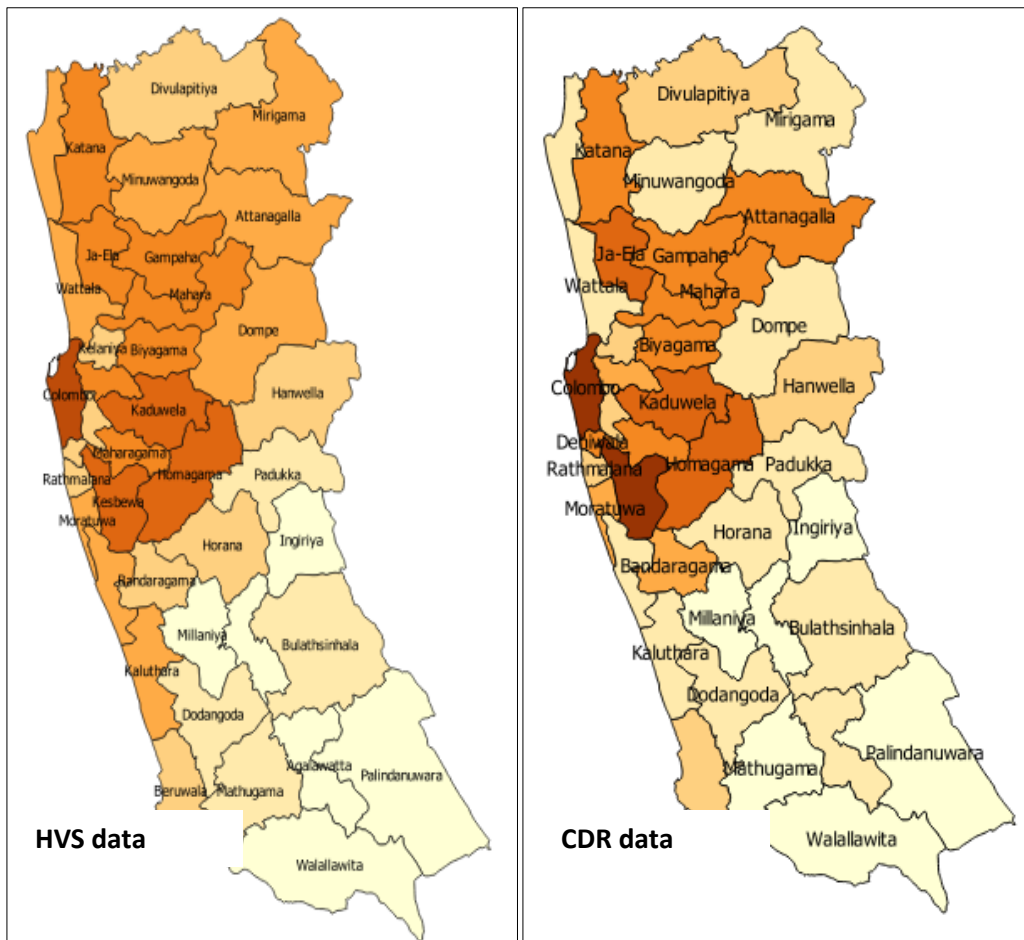 Divulapitiya
Mirigama
Katana
Minuwangoda
Attanagalla
Ja-Ela
Gampaha
Wattala
Mahara
Dompe
Kelaniya
Biyagama
Colombo
Hanwella
Kaduwela
Maharagama
Homagama
Rathmalana
Padukka
Kesbewa
Moratuwa
Ingiriya
Horana
Bandaragama
Millaniya
Bulathsinhala
Kaluthara
Dodangoda
Agalawatta
Palindanuwara
Beruwala
Mathugama
HVS data
Walallawita
Divulapitiya
Mirigama
Katana
Minuwangoda
Attanagalla
Ja-Ela
Gampaha
Wattala
Mahara
Dompe
Biyagama
Colombo
Hanwella
Kaduwela
Dehiwala
Rathmalana
Homagama
Padukka
Moratuwa
Ingiriya
Horana
Bandaragama
Millaniya
Bulathsinhala
Kaluthara
Dodangoda
Palindanuwara
Mathugama
CDR data
Walallawita